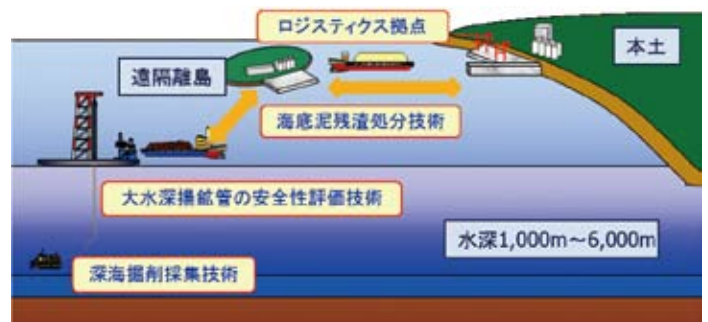 ロジスティクス拠点
本土
遠隔離島
海底泥残渣処分技術
大水深揚鉱管の安全性評価技術
水深1,000m～6,000m
深海掘削採集技術